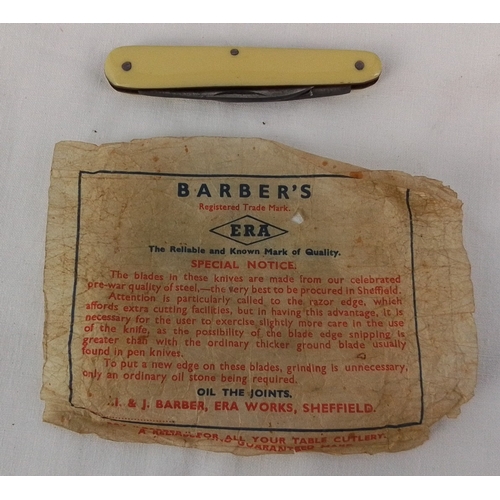 BARBER'S
Registered Trade Mark.
ERA
The Reliable and Known Mark of Quality.
SPECIAL NOTICE.
The blades in these knives are made from our celebrated
pre-war quality of steel,—the very best to be procured in Sheffield.
Attention is particularly called to the razor edge, which
affords extra cutting facilities, but in having this advantage, it is
necessary for the user to exercise slightly more care in the use
of the knife, as the possibility of the blade edge snipping is
greater than with the ordinary thicker ground blade usually
found in pen knives.
To put a new edge on these blades, grinding is unnecessary,
only an ordinary oil stone being required.
OIL THE JOINTS.
& J. BARBER, ERA WORKS, SHEFFIELD.
FOR ALL YOUR TABLE CUTLERY.
GUARANTEED